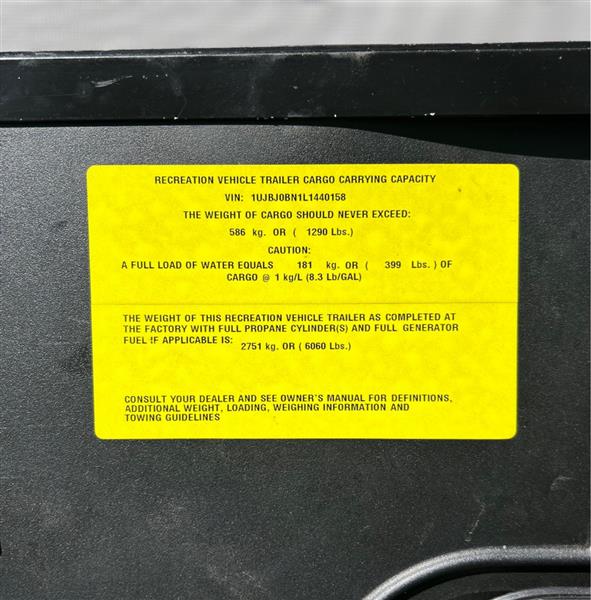 RECREATION VEHICLE TRAILER CARGO CARRYING CAPACITY
VIN: 1UJBJ0BN1L1440158
THE WEIGHT OF CARGO SHOULD NEVER EXCEED:
586 kg. OR ( 1290 Lbs.)
CAUTION:
A FULL LOAD OF WATER EQUALS 181 kg. OR ( 399 Lbs. ) OF
CARGO @ 1 kg/L (8.3 Lb/GAL)
THE WEIGHT OF THIS RECREATION VEHICLE TRAILER AS COMPLETED AT
THE FACTORY WITH FULL PROPANE CYLINDER(S) AND FULL GENERATOR
FUEL IF APPLICABLE IS: 2751 kg. OR ( 6060 Lbs.)
CONSULT YOUR DEALER AND SEE OWNER'S MANUAL FOR DEFINITIONS,
ADDITIONAL WEIGHT, LOADING, WEIGHING INFORMATION AND
TOWING GUIDELINES